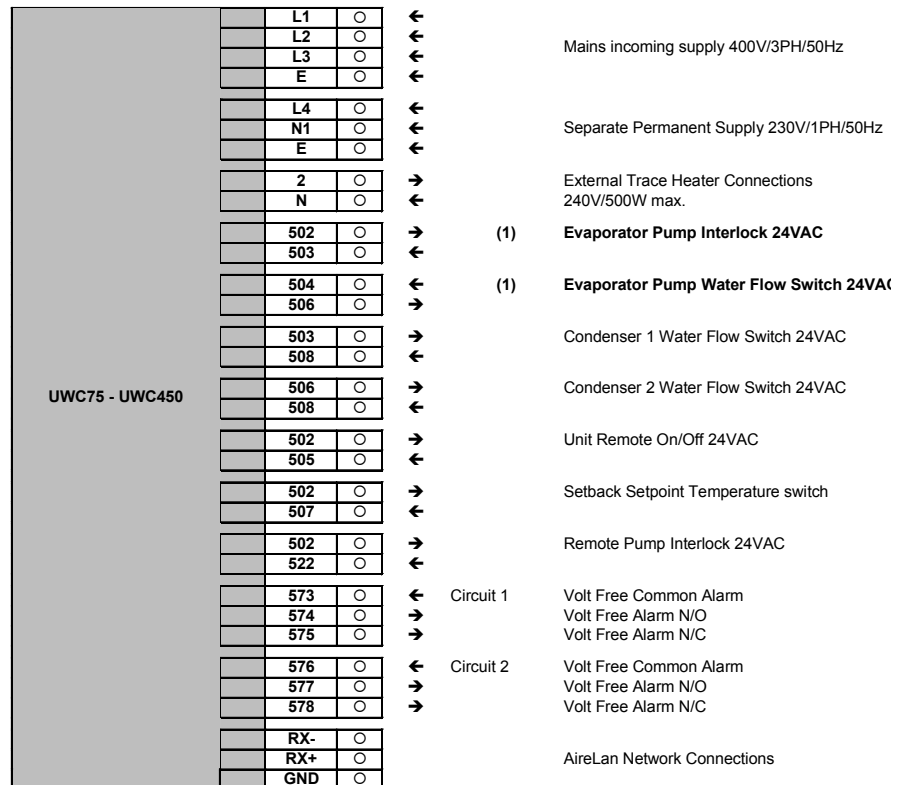 L1
L2
Mains incoming supply 400V/3PH/50Hz
L3
E
L4
N1 Separate Permanent Supply 230V/1PH/50Hz
E
2 External Trace Heater Connections
N 240V/500W max.
502 (1) Evaporator Pump Interlock 24VAC
503
504 (1) Evaporator Pump Water Flow Switch 24VA
506
503 Condenser 1 Water Flow Switch 24VAC
508
506 Condenser 2 Water Flow Switch 24VAC
UWC75 - UWC450
508
502 Unit Remote On/Off 24VAC
505
502 Setback Setpoint Temperature switch
507
502 Remote Pump Interlock 24VAC
522
573 Circuit 1 Volt Free Common Alarm
574 Volt Free Alarm N/O
575 Volt Free Alarm N/C
576 Circuit 2 Volt Free Common Alarm
577 Volt Free Alarm N/O
578 Volt Free Alarm N/C
RX-
RX+ AireLan Network Connections
GND